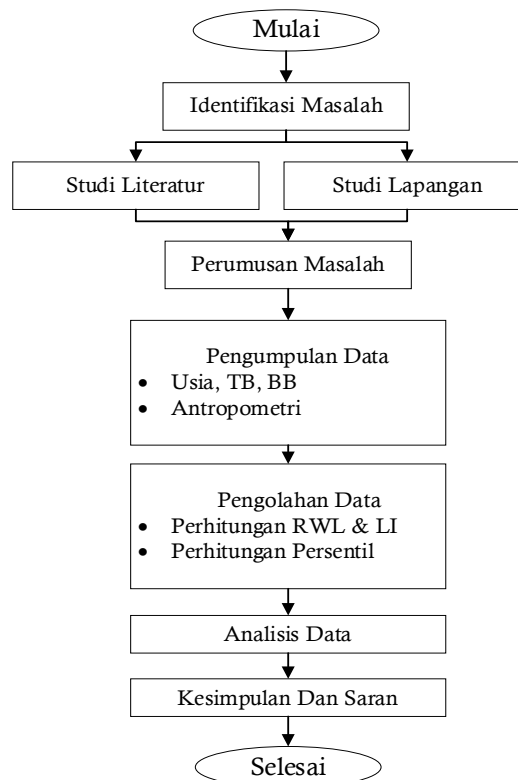 Mulai
Identifikasi Masalah
Studi Literatur
Studi Lapangan
Perumusan Masalah
Pengumpulan Data
• Usia, TB, BB
• Antropometri
Pengolahan Data
• Perhitungan RWL & LI
• Perhitungan Persentil
Analisis Data
Kesimpulan Dan Saran
Selesai